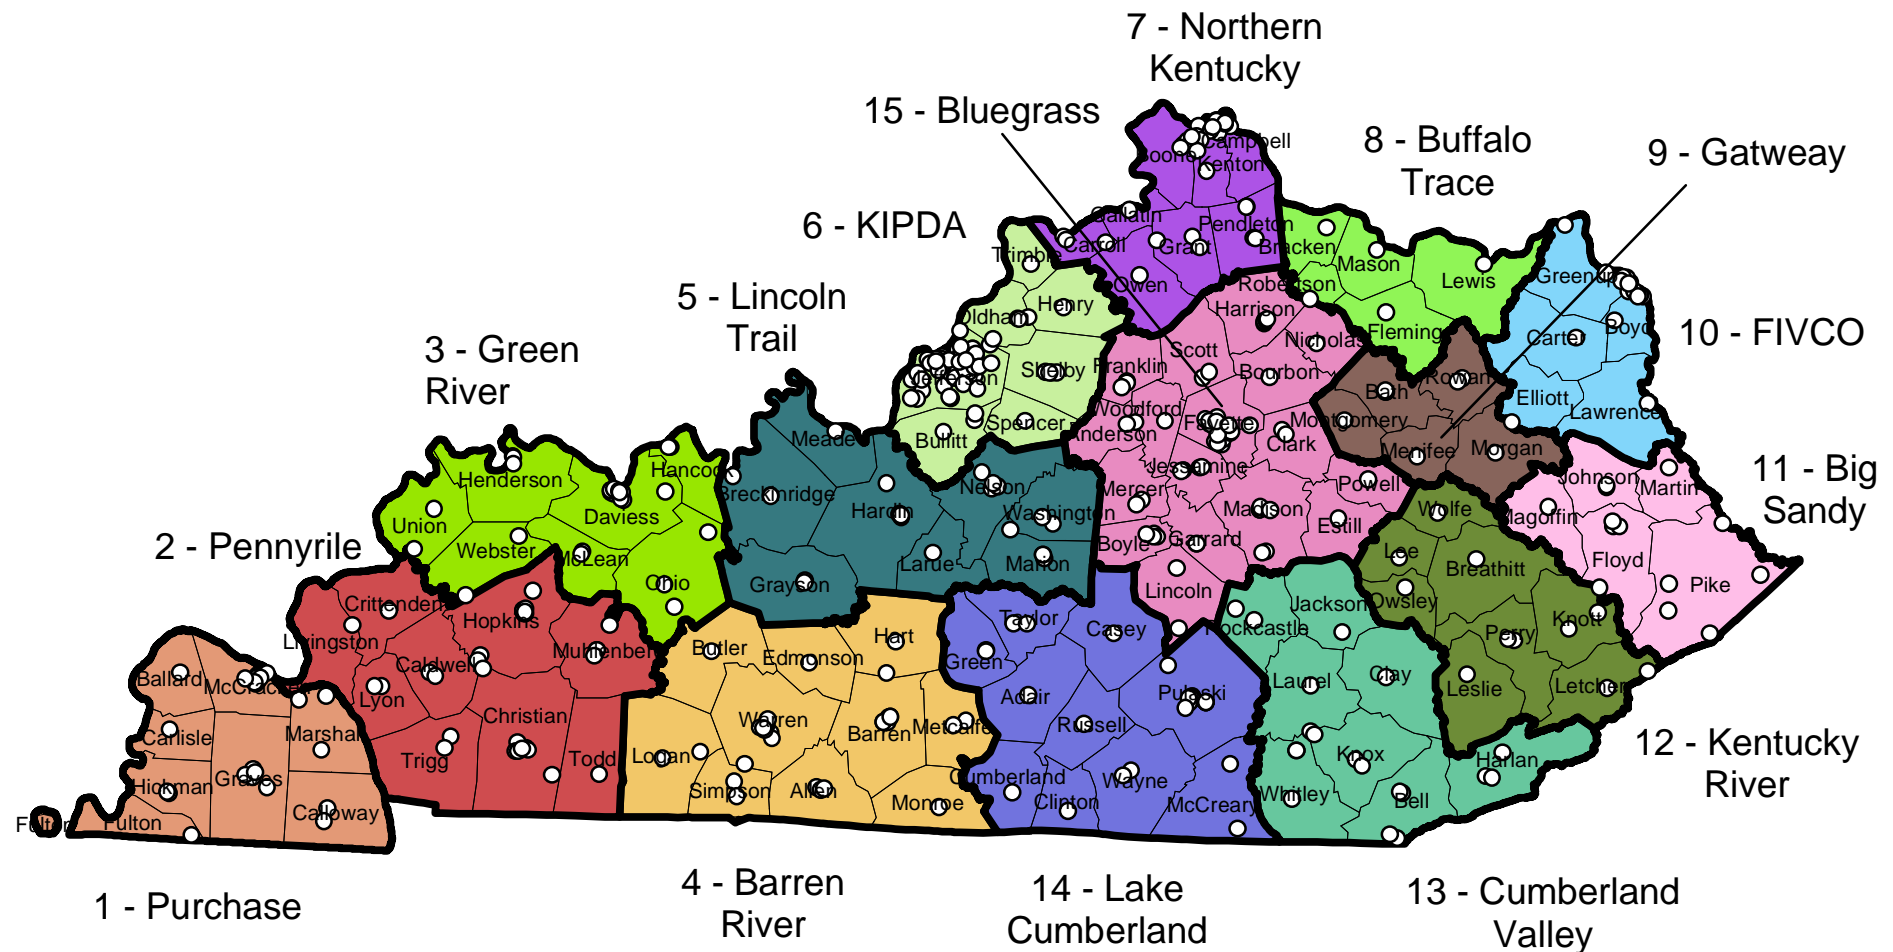 7 - Northern
Kentucky
15 - Bluegrass
8 - Buffalo
Trace
9 - Gatweay
6 - KIPDA
5 - Lincoln
Trail
3 - Green
River
10 - FIVCO
11 - Big
Sandy
2 - Pennyrile
12 - Kentucky
River
4 - Barren
River
14 - Lake
Cumberland
13 - Cumberland
Valley
1 - Purchase
Campbell
Boone
Kenton
Gallatin
Pendleton
Carroll
Grant
Bracken
Owen
Trimble
Mason
Lewis
Greenup
Robertson
Henry
Harrison
Oldham
Fleming
Carter
Boyd
Nicholas
Scott
Franklin
Shelby
Jefferson
Bourbon
Bath
Rowan
Elliott
Lawrence
Woodford
Fayette
Montgomery
Spencer
Anderson
Bullitt
Clark
Menifee
Morgan
Meade
Hancock
Jessamine
Henderson
Breckinridge
Nelson
Mercer
Powell
Johnson
Martin
Union
Daviess
Hardin
Washington
Madison
Estill
Wolfe
Magoffin
Webster
McLean
Boyle
Garrard
Lee
Floyd
Ohio
Grayson
Larue
Marion
Breathitt
Pike
Crittenden
Hopkins
Lincoln
Jackson
Owsley
Livingston
Muhlenberg
Butler
Edmonson
Hart
Taylor
Casey
Rockcastle
Perry
Knott
Caldwell
Green
Ballard
McCracken
Lyon
Adair
Pulaski
Laurel
Clay
Leslie
Letcher
Carlisle
Marshall
Christian
Warren
Barren
Metcalfe
Russell
Trigg
Todd
Logan
Knox
Harlan
Hickman
Graves
Simpson
Allen
Monroe
Cumberland
Clinton
Wayne
McCreary
Whitley
Bell
Fulton
Fulton
Calloway